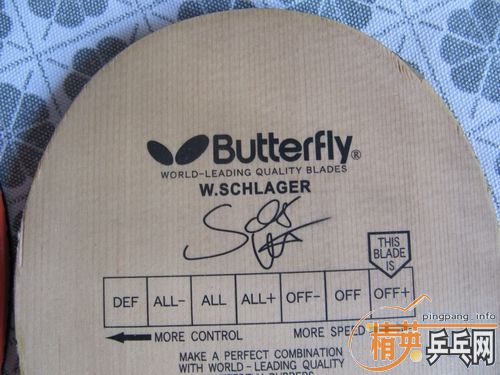 Butterfly®
WORLD-LEADING QUALITY BLADES
W.SCHLAGER
THIS
BLADE
IS
DEF ALL- ALL ALL+ OFF- OFF OFF+
MORE CONTROL MORE SPEED
MAKE A PERFECT COMBINATION
WITH WORLD - LEADING QUALITY
pingpang.info
精英乒乓网